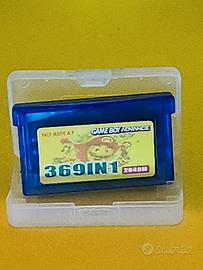 NO REPEAT
GAME BOY ADVANCE
369IN1
2048M
subito